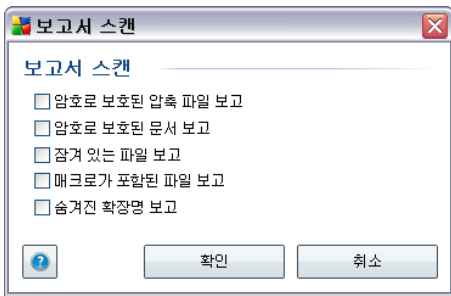 보고서 스캔
보고서 스캔
암호로 보호된 압축 파일 보고
암호로 보호된 문서 보고
잠겨 있는 파일 보고
매크로가 포함된 파일 보고
숨겨진 확장명 보고
?
확인 취소